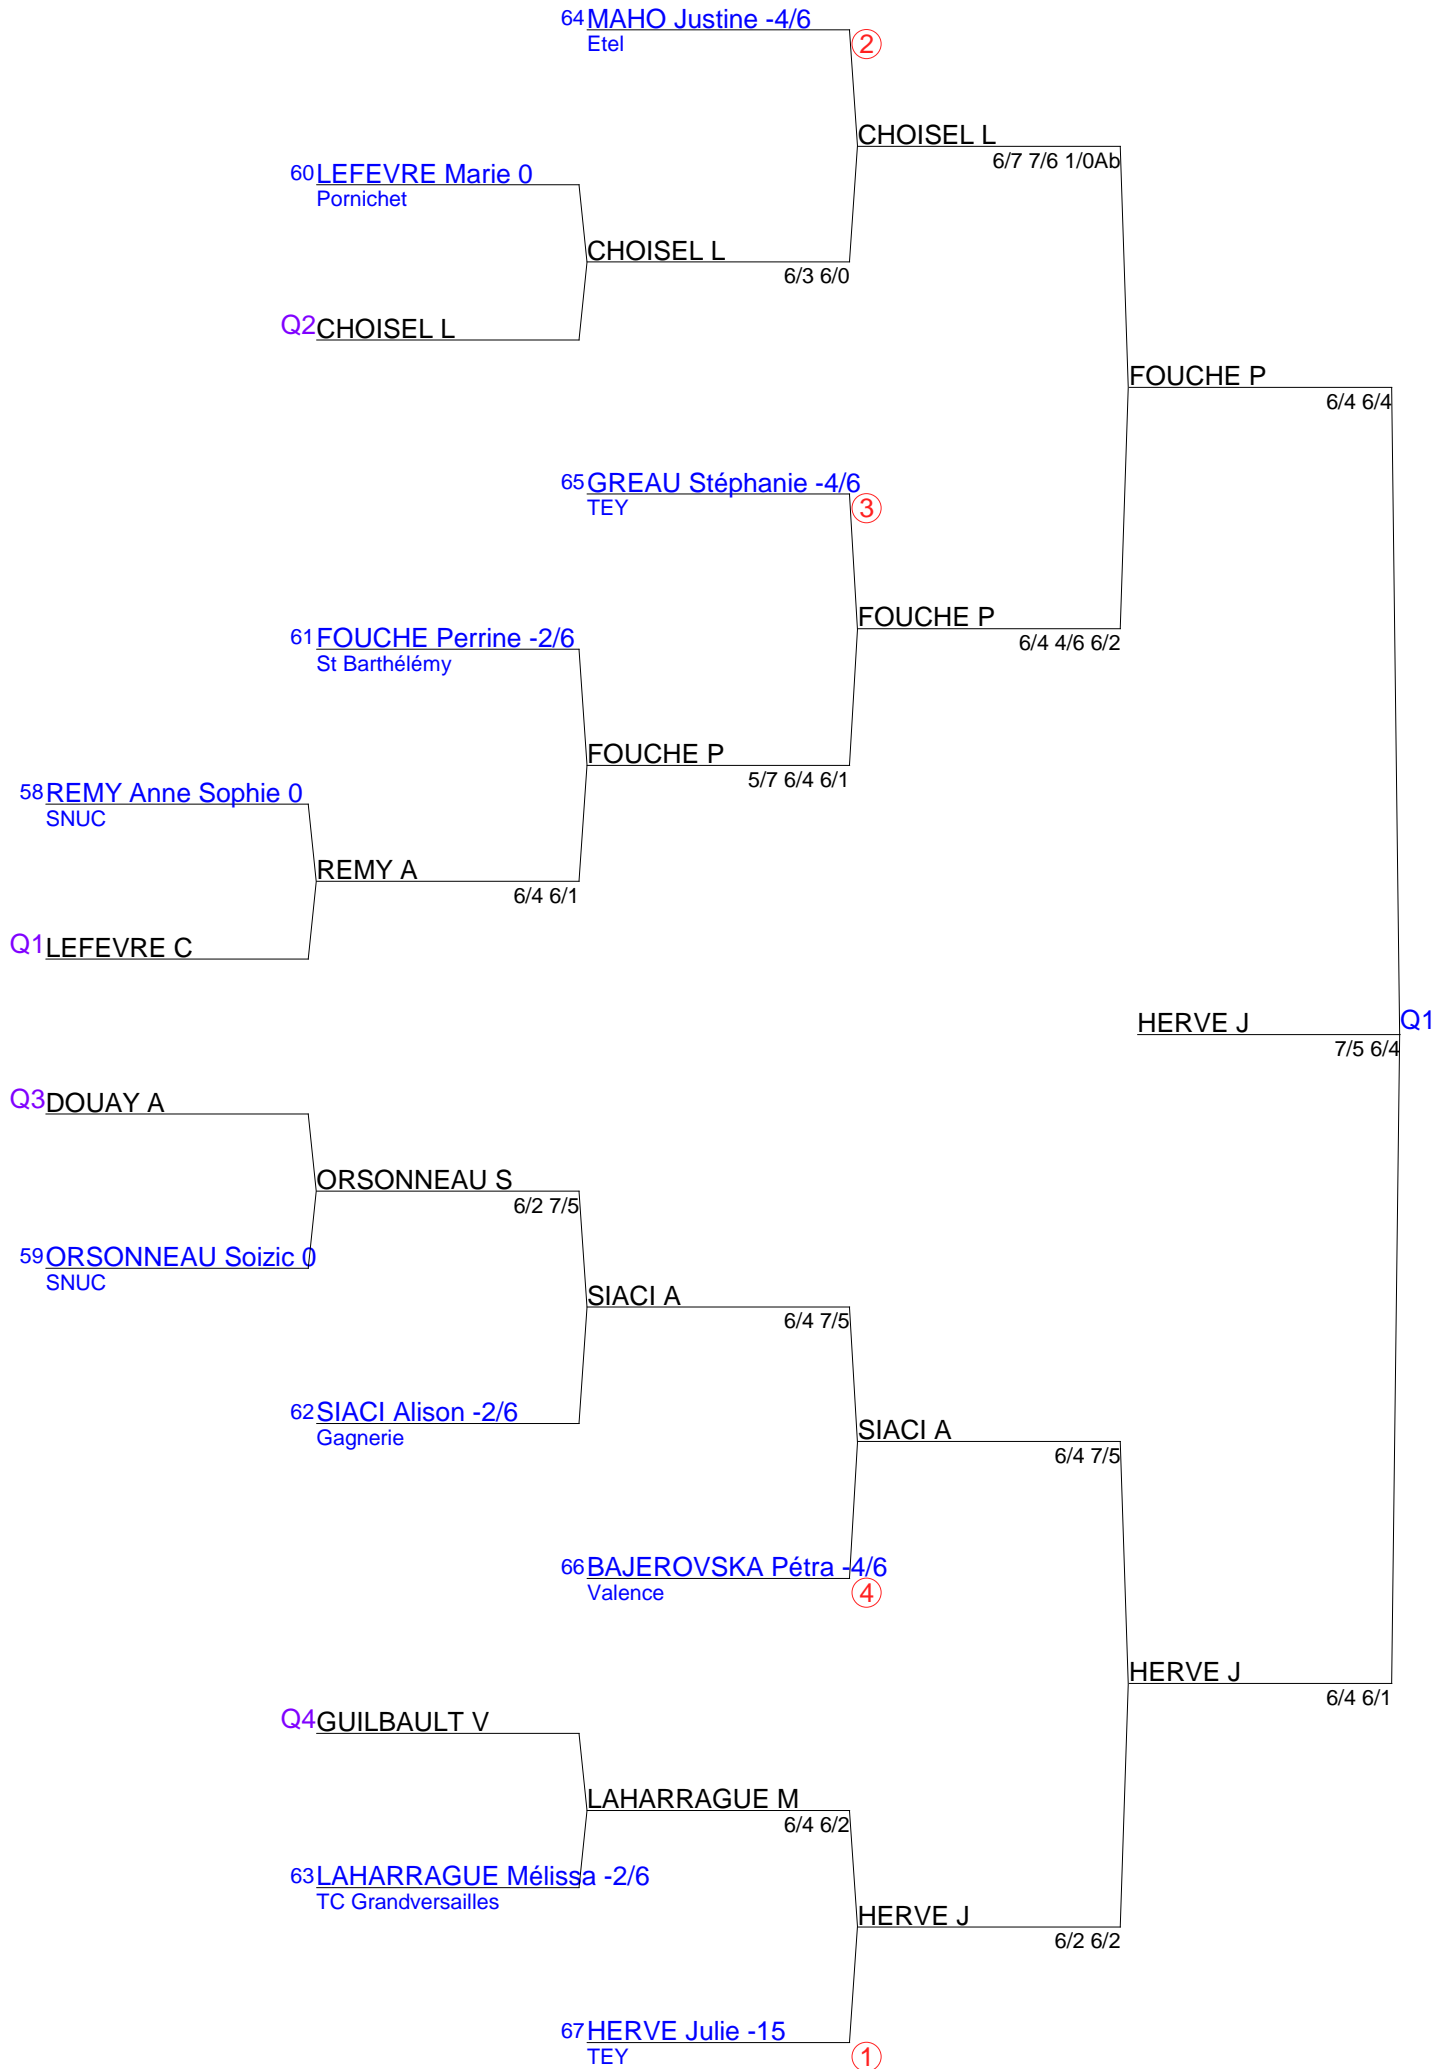 64 MAHO Justine -4/6
Etel
2
CHOISEL L
6/7 7/6 1/0Ab
60 LEFEVRE Marie 0
Pornichet
CHOISEL L
6/3 6/0
Q2 CHOISEL L
FOUCHE P
6/4 6/4
65 GREAU Stéphanie -4/6
TEY
3
FOUCHE P
6/4 4/6 6/2
61 FOUCHE Perrine -2/6
St Barthélémy
FOUCHE P
5/7 6/4 6/1
58 REMY Anne Sophie 0
SNUC
REMY A
6/4 6/1
Q1 LEFEVRE C
HERVE J
Q1
7/5 6/4
Q3 DOUAY A
ORSONNEAU S
6/2 7/5
59 ORSONNEAU Soizic 0
SNUC
SIACI A
6/4 7/5
62 SIACI Alison -2/6
Gagnerie
SIACI A
6/4 7/5
66 BAJEROVSKA Pétra -4/6
Valence
4
HERVE J
6/4 6/1
Q4 GUILBAULT V
LAHARRAGUE M
6/4 6/2
63 LAHARRAGUE Mélissa -2/6
TC Grandversailles
HERVE J
6/2 6/2
67 HERVE Julie -15
TEY
1